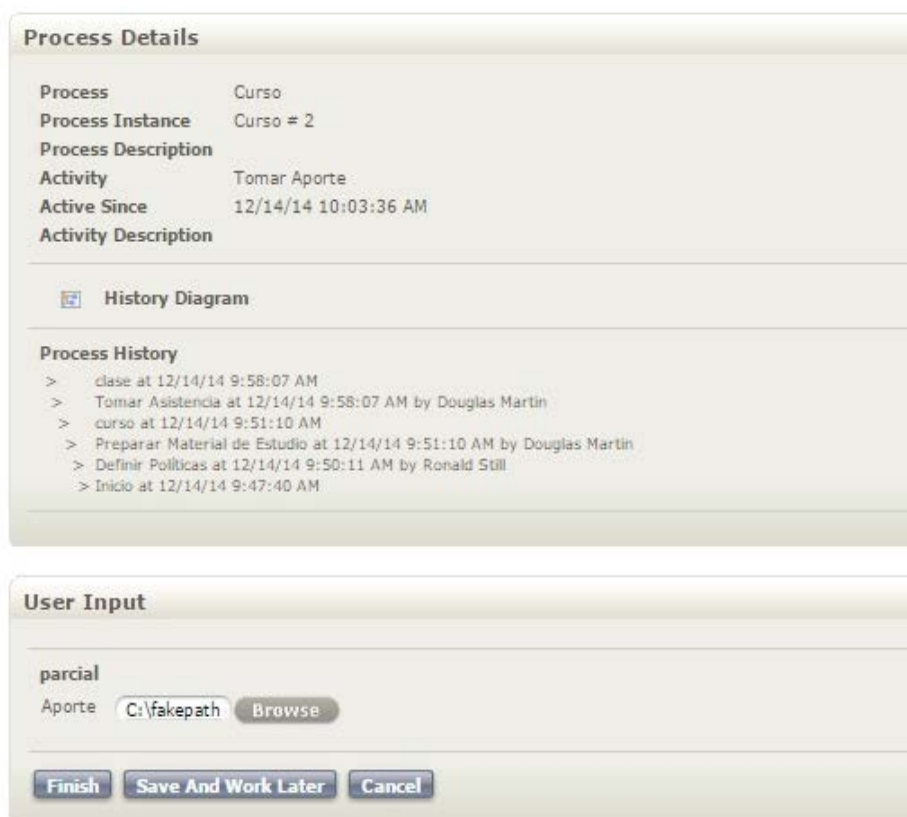 Process Details
Process Curso
Process Instance Curso # 2
Process Description
Activity Tomar Aporte
Active Since 12/14/14 10:03:36 AM
Activity Description
History Diagram
Process History
> clase at 12/14/14 9:58:07 AM
> Tomar Asistencia at 12/14/14 9:58:07 AM by Douglas Martin
> curso at 12/14/14 9:51:10 AM
> Preparar Material de Estudio at 12/14/14 9:51:10 AM by Douglas Martin
> Definir Políticas at 12/14/14 9:50:11 AM by Ronald Still
> Inicio at 12/14/14 9:47:40 AM
User Input
parcial
Aporte C:\fakepath Browse
Finish Save And Work Later Cancel